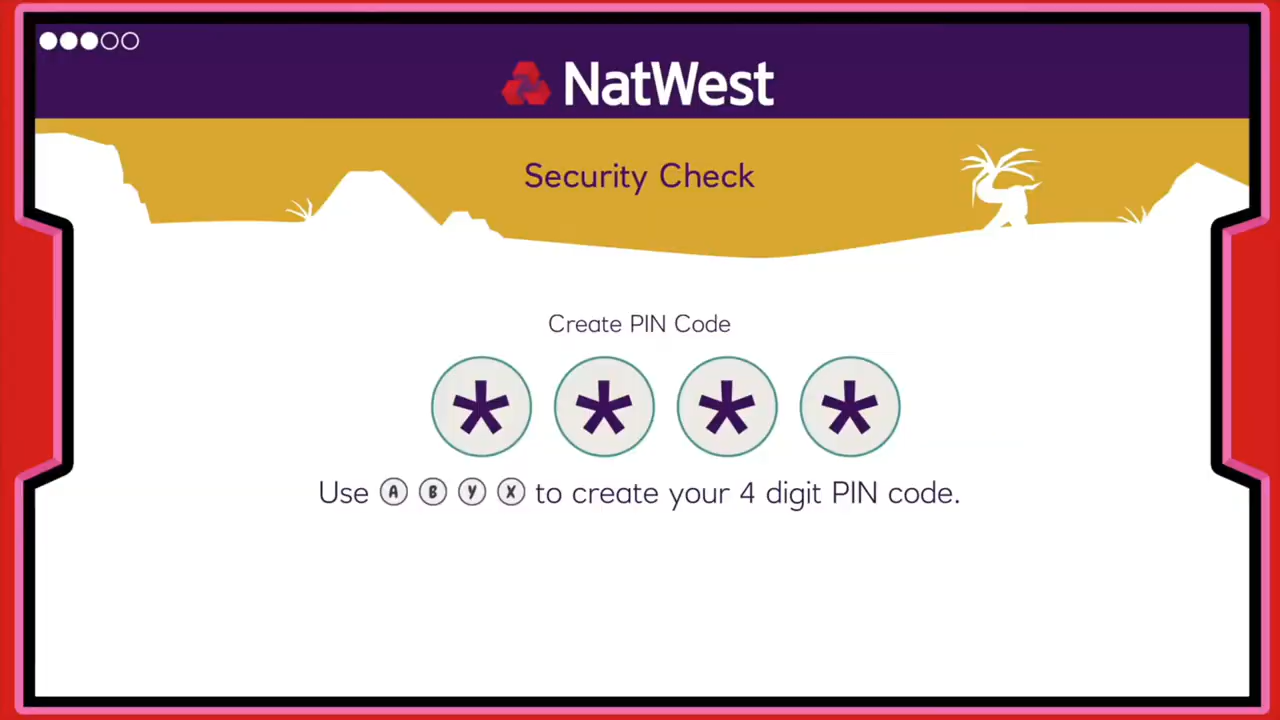 NatWest
Security Check
Create PIN Code
* * * *
Use A B Y X to create your 4 digit PIN code.